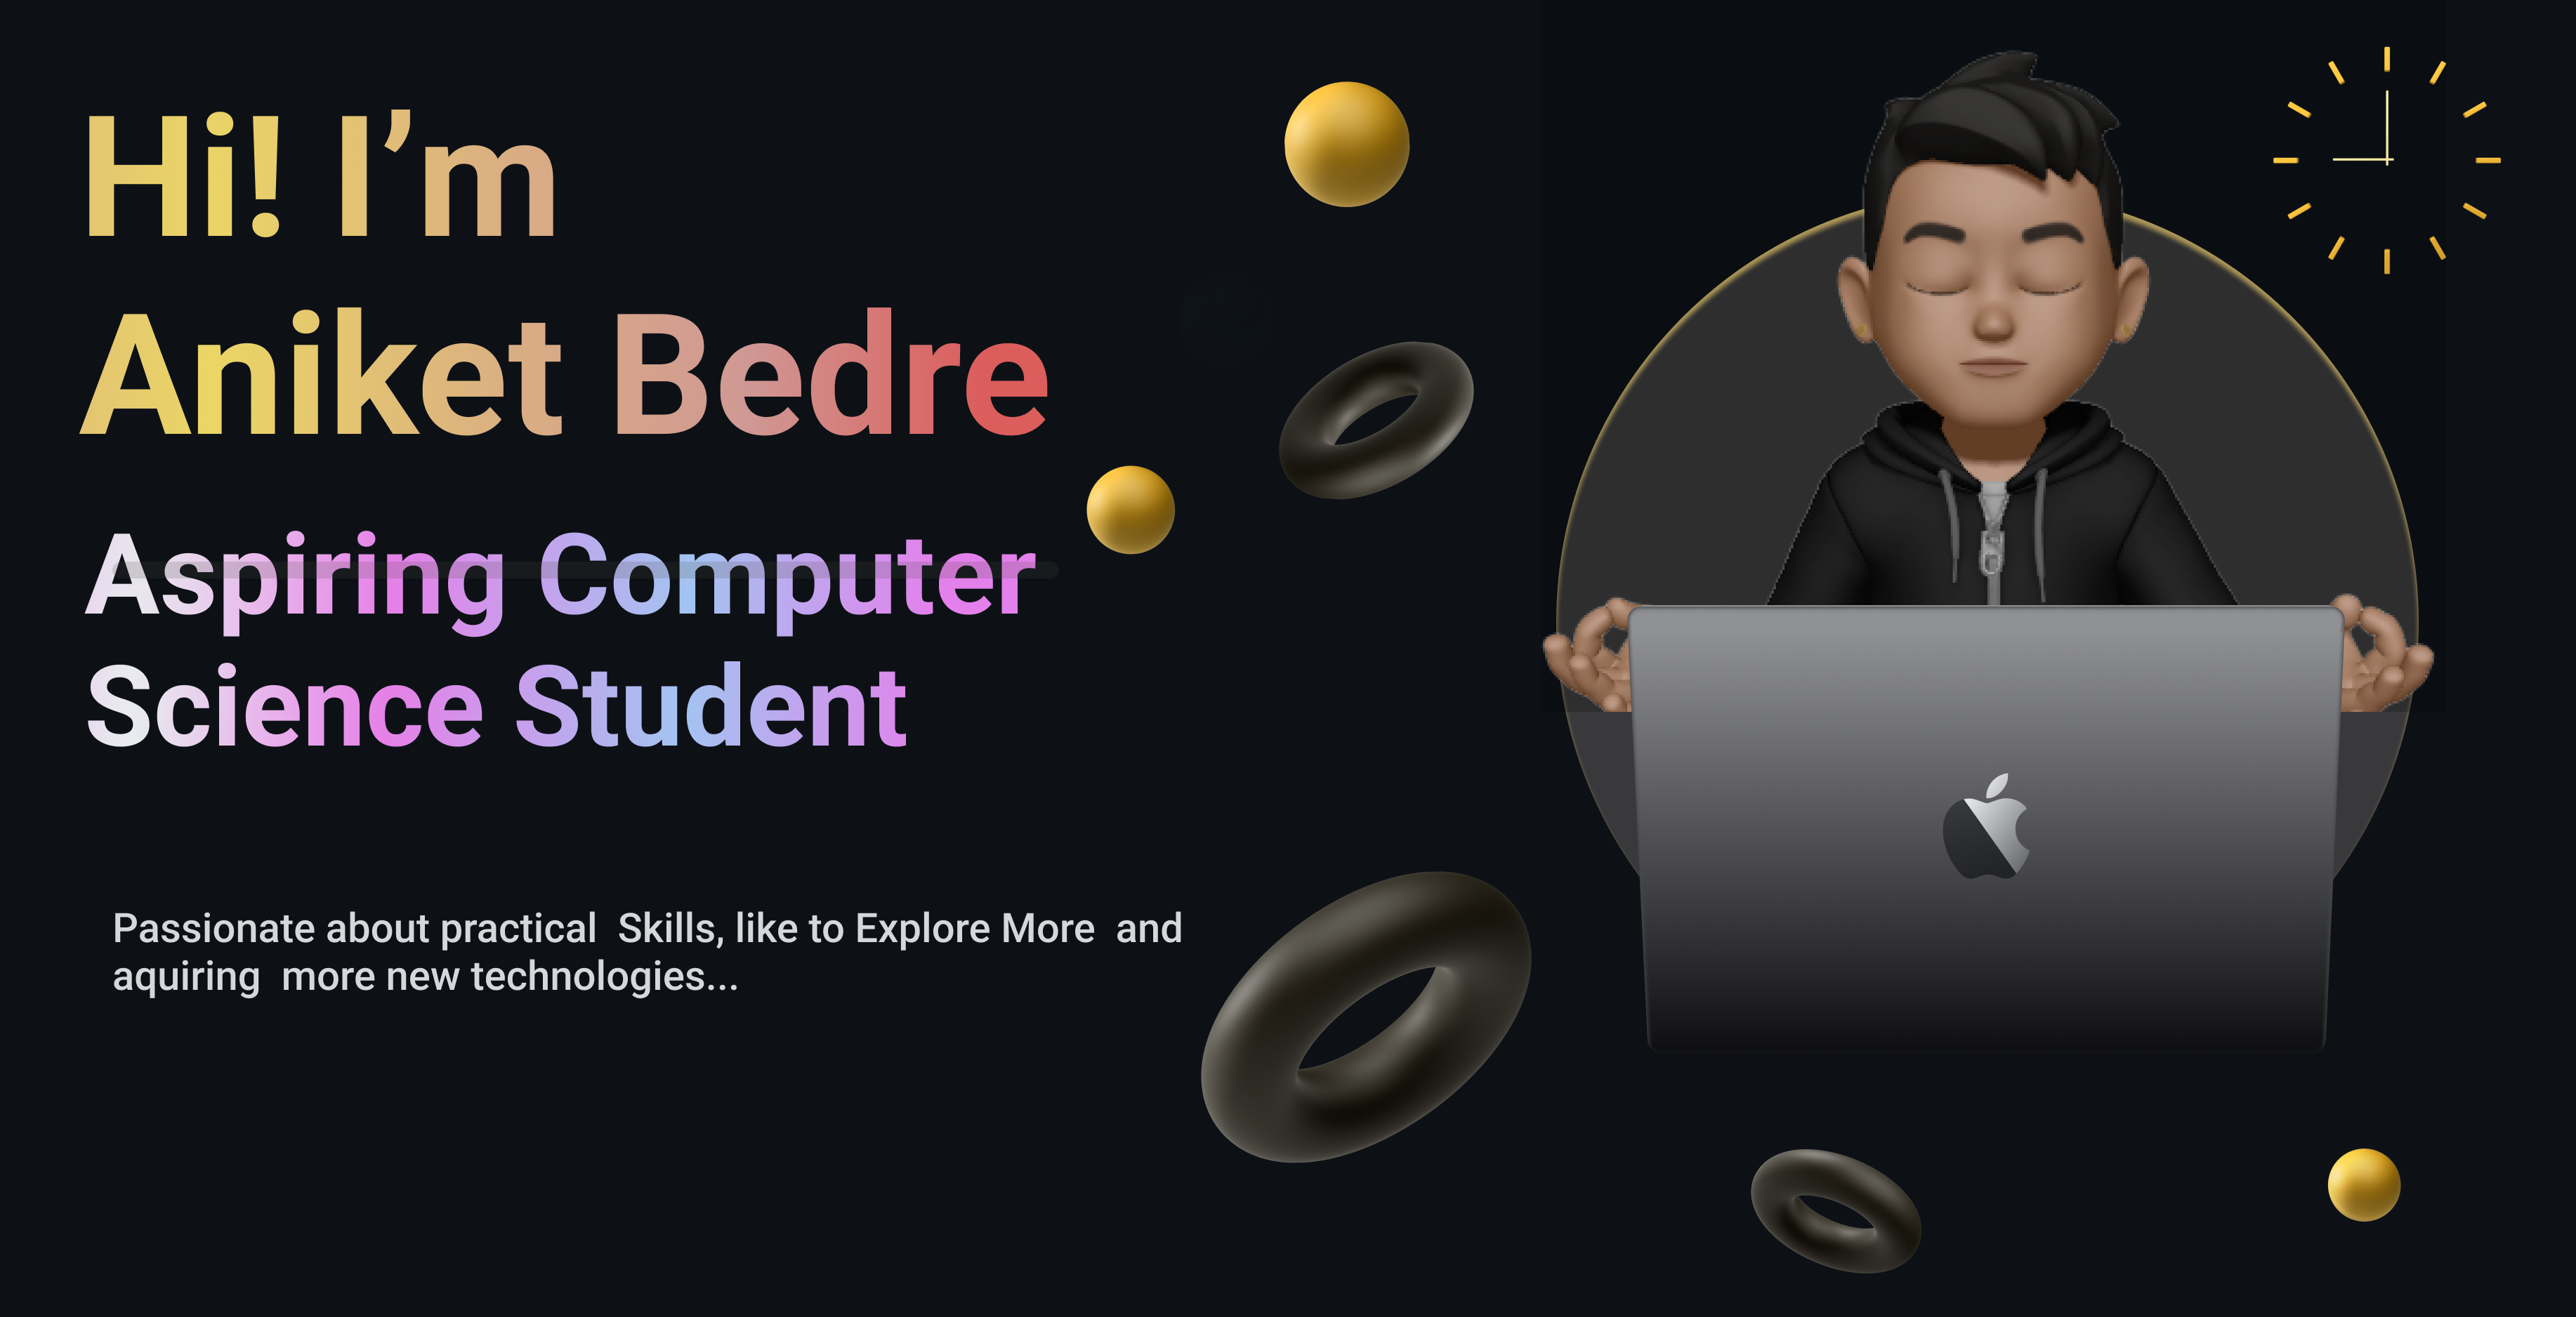 Hi! I’m
Aniket Bedre
Aspiring Computer
Science Student
Passionate about practical  Skills, like to Explore More  and
aquiring  more new technologies...